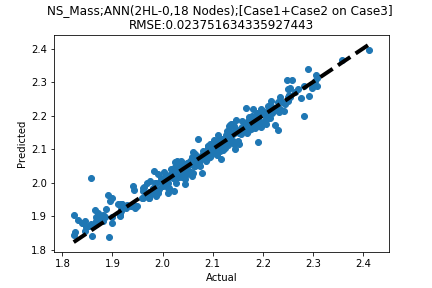 NS_Mass;ANN(2HL-0,18 Nodes);[Case1+Case2 on Case3]
RMSE:0.023751634335927443
2.4
2.3
2.2
2.1
2.0
1.9
1.8
Predicted
1.8 1.9 2.0 2.1 2.2 2.3 2.4
Actual